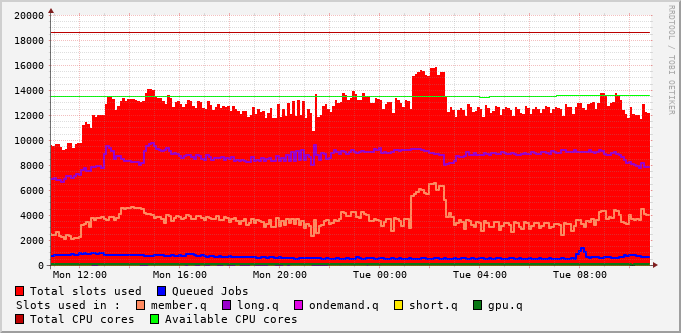 20000
18000
16000
14000
12000
10000
8000
6000
4000
2000
0
Mon 12:00 Mon 16:00 Mon 20:00 Tue 00:00 Tue 04:00 Tue 08:00
RRDTOOL / TOBI OETIKER
Total slots used Queued Jobs
Slots used in : member.q long.q ondemand.q short.q gpu.q
Total CPU cores Available CPU cores